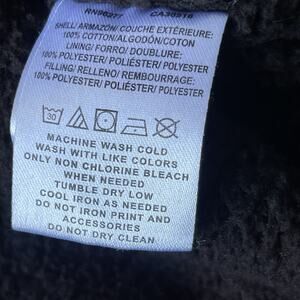 SHELL/ARMAZÓN/COUCHE EXTÉRIEURE:
100% COTTON/ALGODÓN/COTON
LINING/FORRO/DOUBLURE:
100% POLYESTER/POLIÉSTER/POLYESTER
FILLING/RELLENO/REMBOURRAGE:
100% POLYESTER/POLIÉSTER/POLYESTER
30
MACHINE WASH COLD
WASH WITH LIKE COLORS
ONLY NON CHLORINE BLEACH
WHEN NEEDED
TUMBLE DRY LOW
COOL IRON AS NEEDED
DO NOT IRON PRINT AND
ACCESSORIES
DO NOT DRY CLEAN